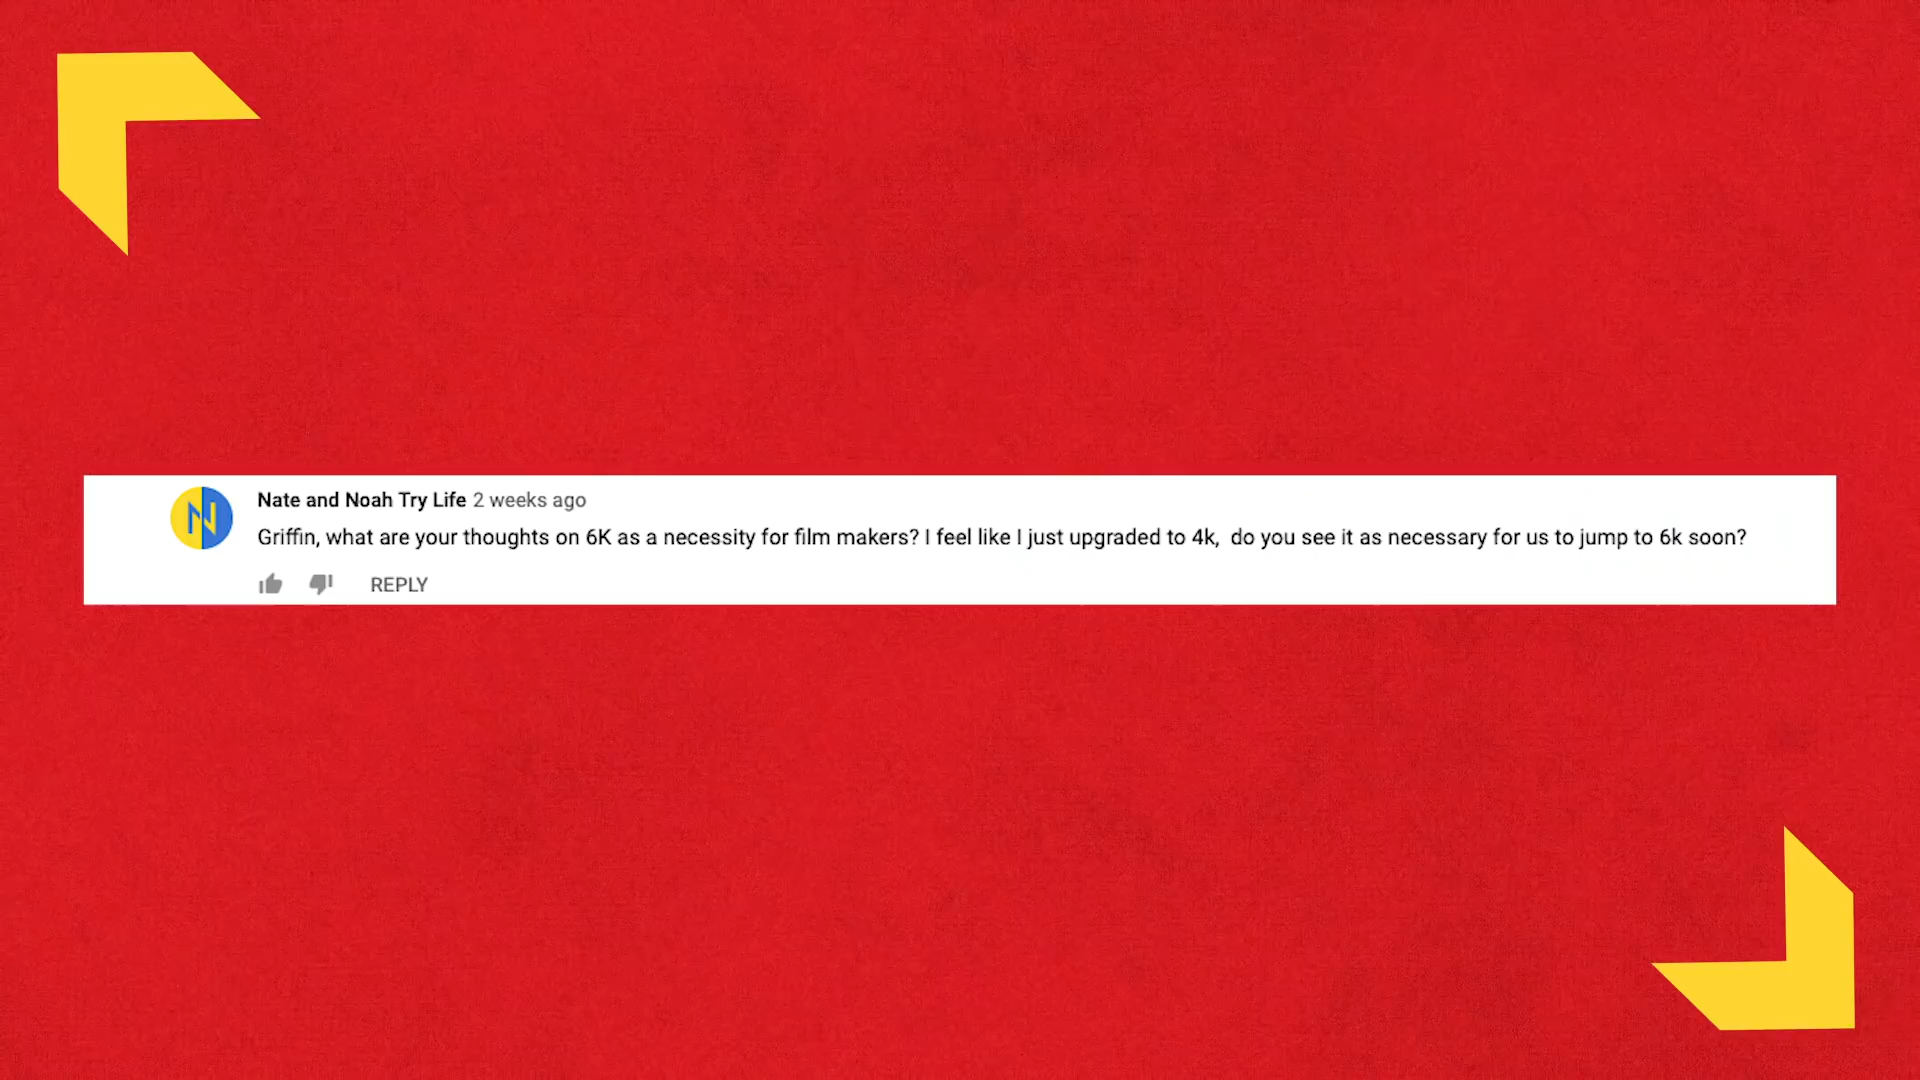 Nate and Noah Try Life 2 weeks ago
Griffin, what are your thoughts on 6K as a necessity for film makers? I feel like I just upgraded to 4k,  do you see it as necessary for us to jump to 6k soon?
REPLY